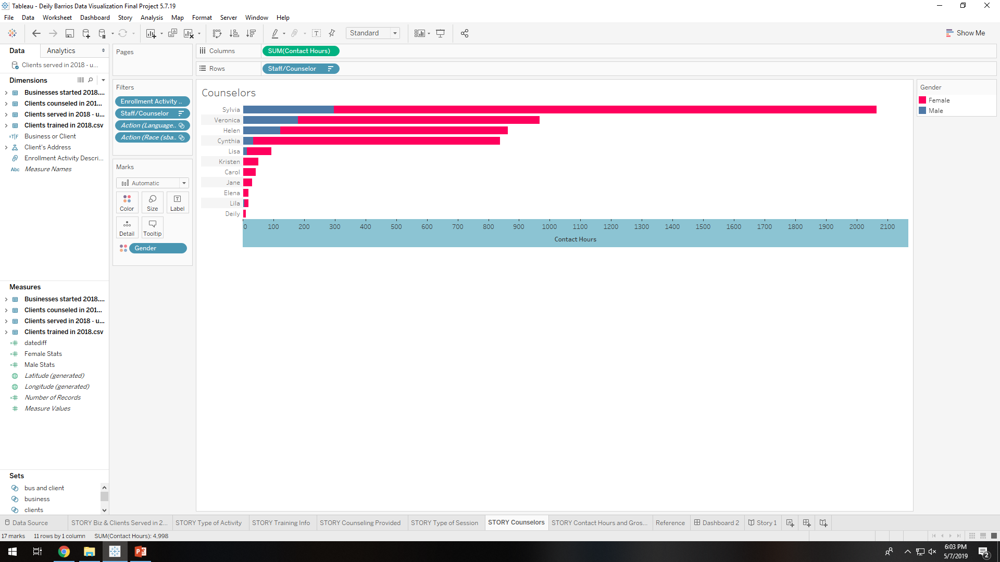 Tableau - Deily Barrios Data Visualization Final Project 5.7.19
File Data Worksheet Dashboard Story Analysis Map Format Server Window Help
Standard
Show Me
Data Analytics
Clients served in 2018 - u...
Dimensions
Businesses started 2018....
Clients counseled in 201...
Clients served in 2018 - u...
Clients trained in 2018.csv
=T|F Business or Client
Client's Address
Enrollment Activity Descri...
Abc Measure Names
Measures
Businesses started 2018....
Clients counseled in 201...
Clients served in 2018 - u...
Clients trained in 2018.csv
=# datediff
=# Female Stats
=# Male Stats
Latitude (generated)
Longitude (generated)
=# Number of Records
# Measure Values
Sets
bus and client
business
clients
Pages
Filters
Enrollment Activity ..
Staff/Counselor
Action (Language..
Action (Race (sba..
Marks
Automatic
Color Size Label
Detail Tooltip
Gender
Columns SUM(Contact Hours)
Rows Staff/Counselor
Counselors
Sylvia
Veronica
Helen
Cynthia
Lisa
Kristen
Carol
Jane
Elena
Lila
Deily
0 100 200 300 400 500 600 700 800 900 1000 1100 1200 1300 1400 1500 1600 1700 1800 1900 2000 2100
Contact Hours
Gender
Female
Male
Data Source STORY Biz & Clients Served in 2... STORY Type of Activity STORY Training Info STORY Counseling Provided STORY Type of Session STORY Counselors STORY Contact Hours and Gros... Reference Dashboard 2 Story 1
17 marks 11 rows by 1 column SUM(Contact Hours): 4,998
6:03 PM
5/7/2019
2